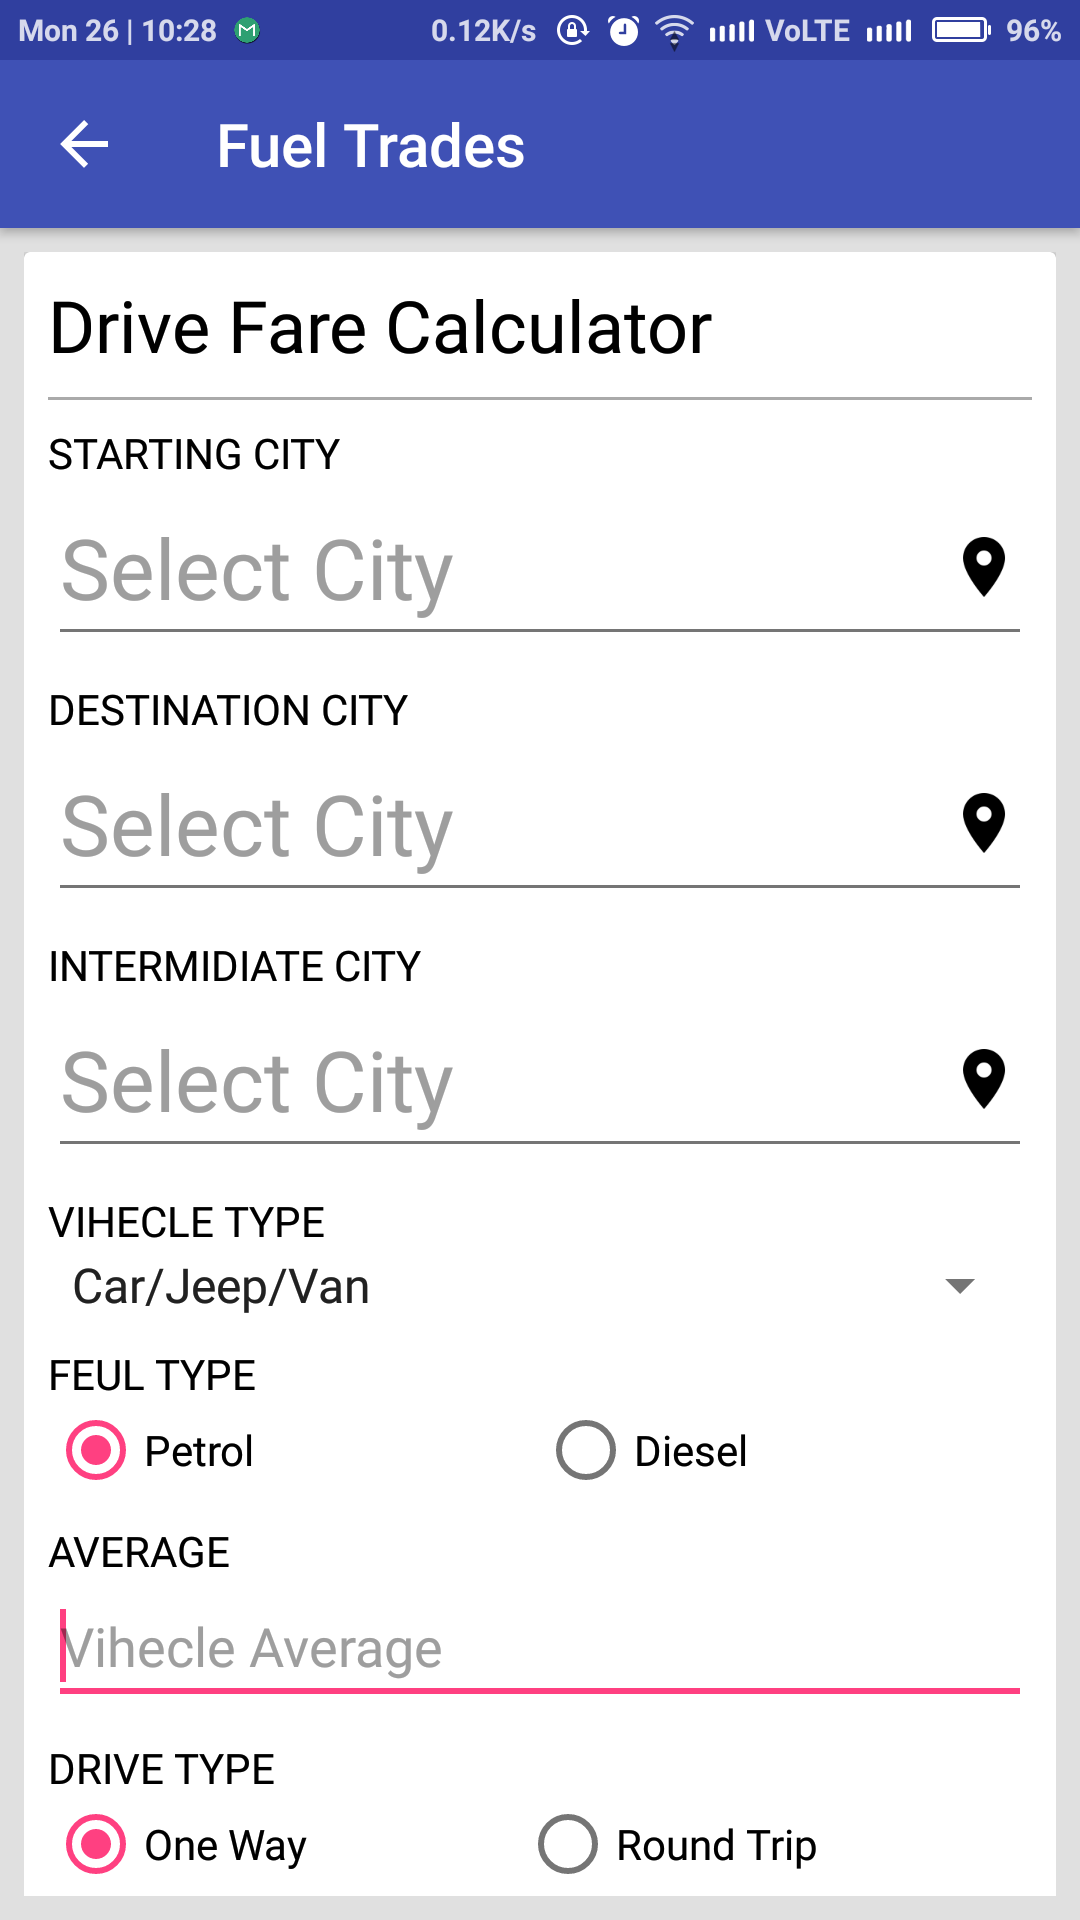 Mon 26 | 10:28 0.12K/s VoLTE 96%
Fuel Trades
Drive Fare Calculator
STARTING CITY
Select City
DESTINATION CITY
Select City
INTERMIDIATE CITY
Select City
VIHECLE TYPE
Car/Jeep/Van
FEUL TYPE
Petrol Diesel
AVERAGE
Vihecle Average
DRIVE TYPE
One Way Round Trip